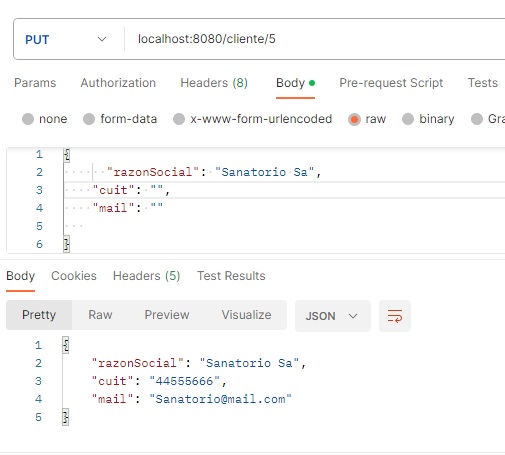 PUT localhost:8080/cliente/5
Params Authorization Headers (8) Body Pre-request Script Tests
none form-data x-www-form-urlencoded raw binary Gra
1 {
2 "razonSocial": "Sanatorio Sa",
3 "cuit": "",
4 "mail": ""
5
6 }
Body Cookies Headers (5) Test Results
Pretty Raw Preview Visualize JSON
1 {
2 "razonSocial": "Sanatorio Sa",
3 "cuit": "44555666",
4 "mail": "Sanatorio@mail.com"
5 }